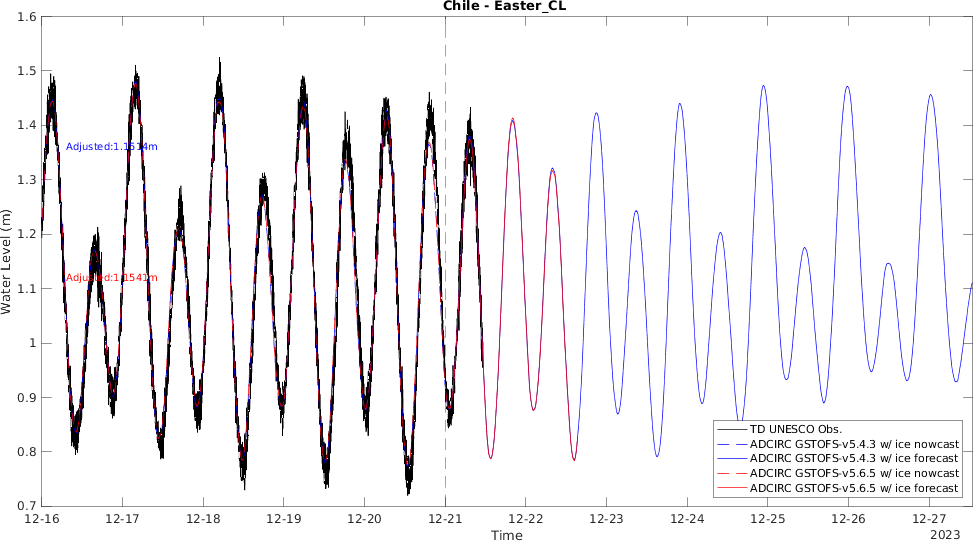 Chile - Easter_CL
1.6
1.5
1.4
1.3
1.2
1.1
1
0.9
0.8
0.7
Water Level (m)
Adjusted:1.1514m
Adjusted:1.1541m
TD UNESCO Obs.
ADCIRC GSTOFS-v5.4.3 w/ ice nowcast
ADCIRC GSTOFS-v5.4.3 w/ ice forecast
ADCIRC GSTOFS-v5.6.5 w/ ice nowcast
ADCIRC GSTOFS-v5.6.5 w/ ice forecast
12-16 12-17 12-18 12-19 12-20 12-21 12-22 12-23 12-24 12-25 12-26 12-27
Time
2023